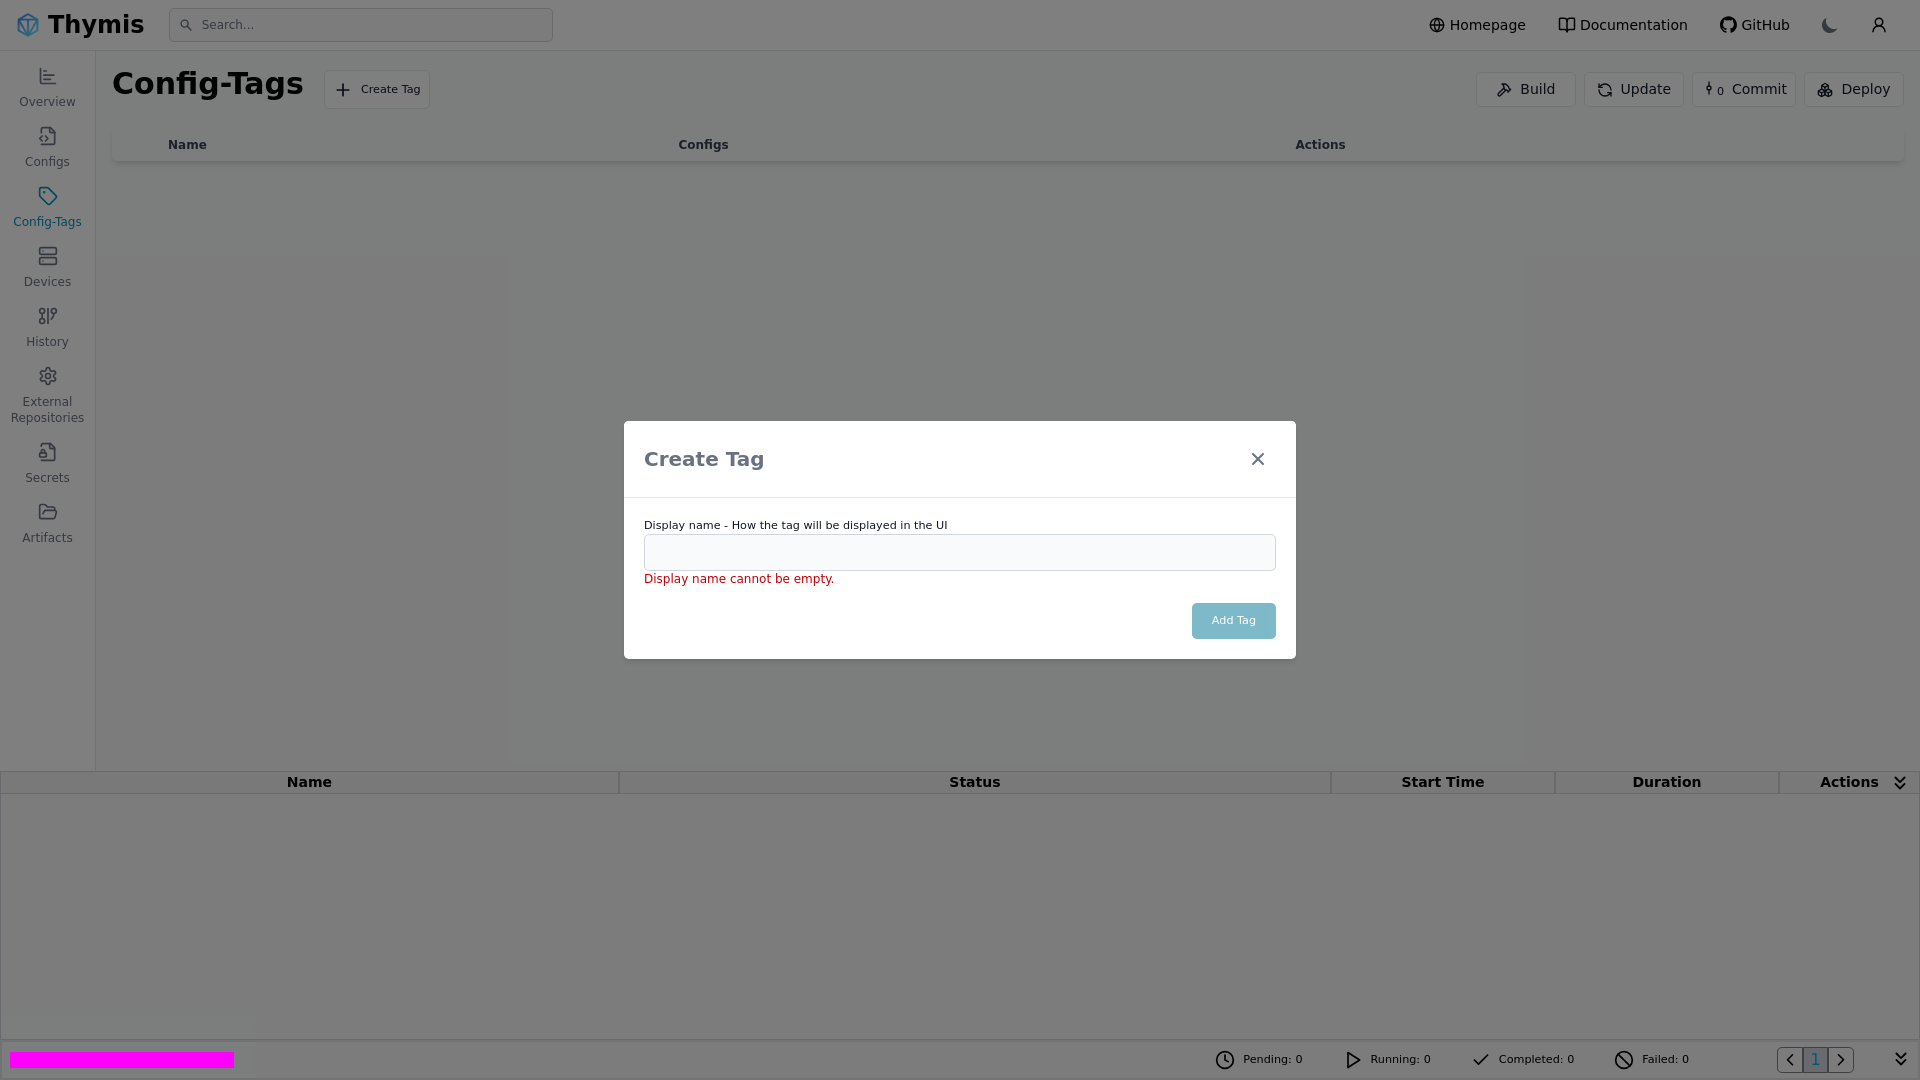 Thymis
Search...
Homepage
Documentation
GitHub
Overview
Configs
Config-Tags
Devices
History
External
Repositories
Secrets
Artifacts
Config-Tags
Create Tag
Build
Update
0 Commit
Deploy
Name Configs Actions
Create Tag
Display name - How the tag will be displayed in the UI
Display name cannot be empty.
Add Tag
Name Status Start Time Duration Actions
Pending: 0
Running: 0
Completed: 0
Failed: 0
1